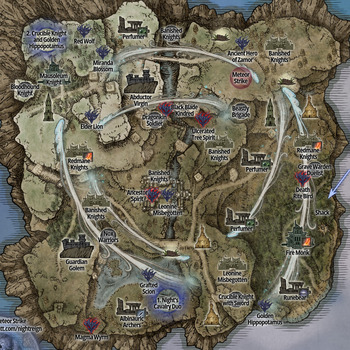 2. Crucible Knight
and Golden
Hippopotamus
Red Wolf
Perfumer
Banished
Knights
Ancient Hero
of Zamor
Banished
Knights
Miranda
Blossom
Mausoleum
Knight
Bloodhound
Knight
Meteor
Strike
Abductor
Virgin
Black Blade
Kindred
Dragonkin
Soldier
Beastly
Brigade
Elder Lion
Ulcerated
Tree Spirit
Redmane
Knights
Banished
Knights
Redmane
Knights
Grave Warden
Duelist
Perfumer
Banished
Knights
Death
Rite Bird
Ancestor
Spirit
Leonine
Misbegotten
Banished
Knights
Shack
Nox
Warriors
Perfumer
Fire Monk
Guardian
Golem
Leonine
Misbegotten
Grafted
Scion
Runebear
1. Night's
Cavalry Duo
Crucible Knight
with Sword
Albinauric
Archers
Golden
Hippopotamus
Meteor Strike
Magma Wyrm
tt.com/nightreign